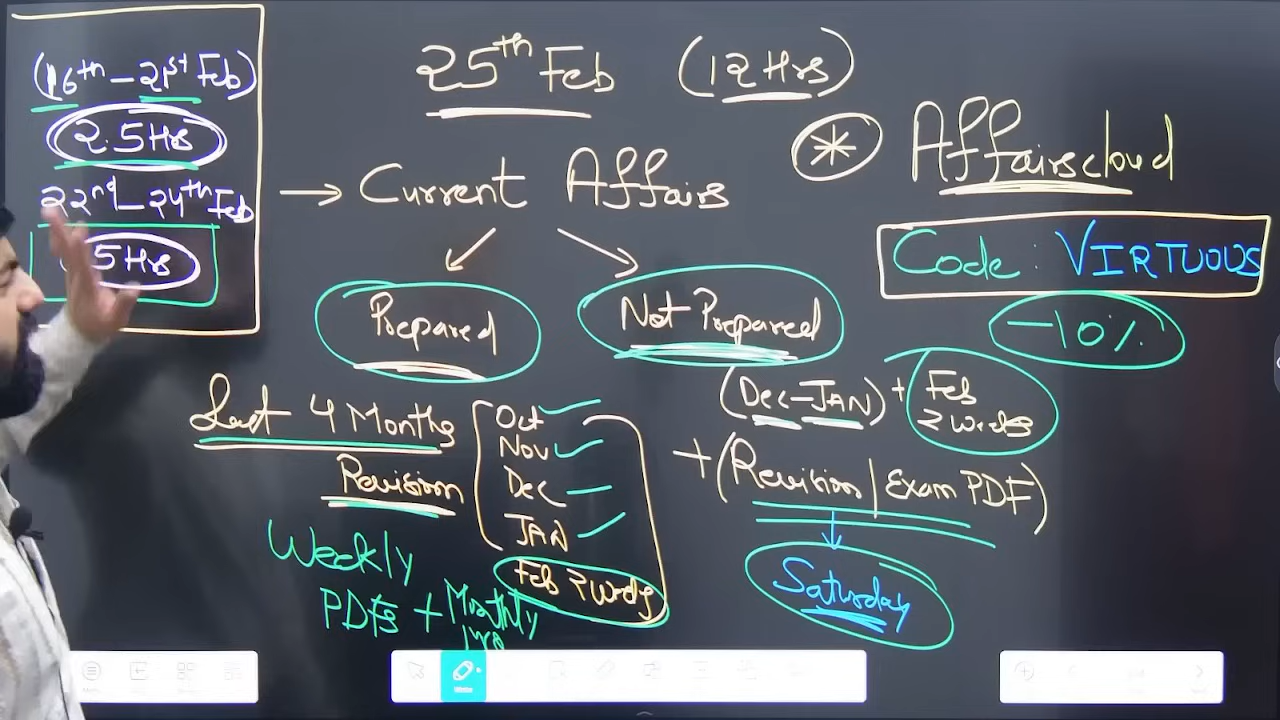 (16th - 21st Feb)
2.5 Hrs
22nd - 24th Feb
5 Hrs
25th Feb (12 Hrs)
* Affairscloud
→ Current Affairs
Code: VIRTUOUS
-10%
Prepared
Not Prepared
Last 4 Months
Revision
Oct
Nov
Dec
JAN
Feb 2 Weeks
Weekly
PDFs + Monthly
(Dec-JAN) + Feb 2 Weeks
+ (Revision | Exam PDF)
Saturday